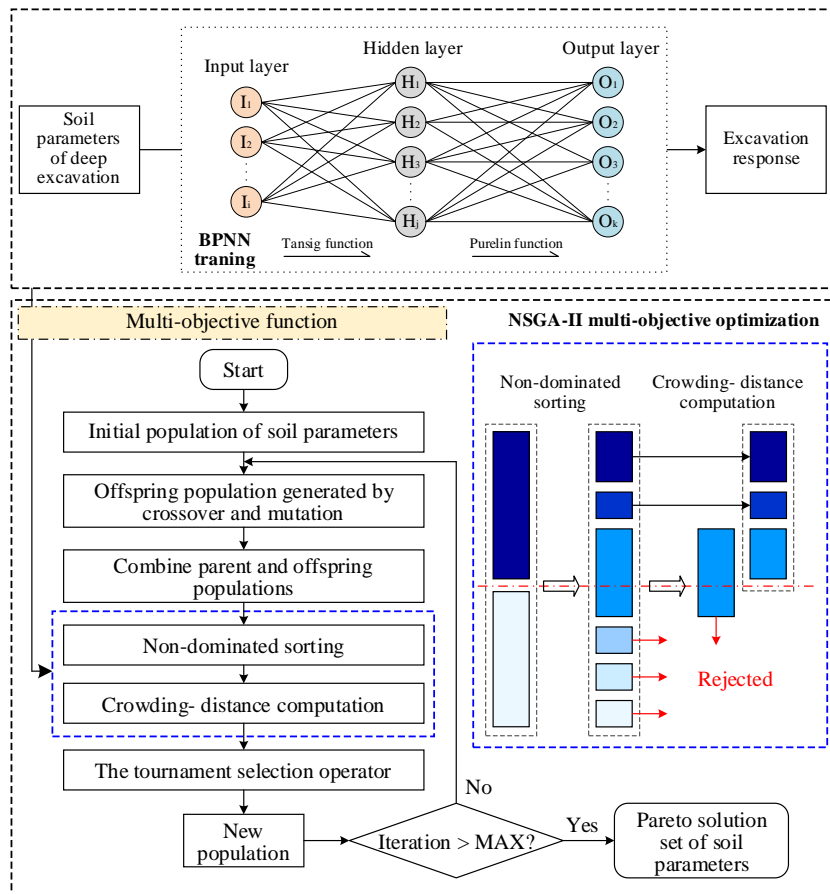 Input layer
Hidden layer
Output layer
Soil
parameters
of deep
excavation
I1
I2
Ii
H1
H2
H3
Hj
O1
O2
O3
Ok
Excavation
response
BPNN
traning
Tansig function
Purelin function
Multi-objective function
NSGA-II multi-objective optimization
Start
Initial population of soil parameters
Offspring population generated by
crossover and mutation
Combine parent and offspring
populations
Non-dominated sorting
Crowding- distance computation
The tournament selection operator
New
population
Iteration > MAX?
No
Yes
Pareto solution
set of soil
parameters
Non-dominated
sorting
Crowding- distance
computation
Rejected